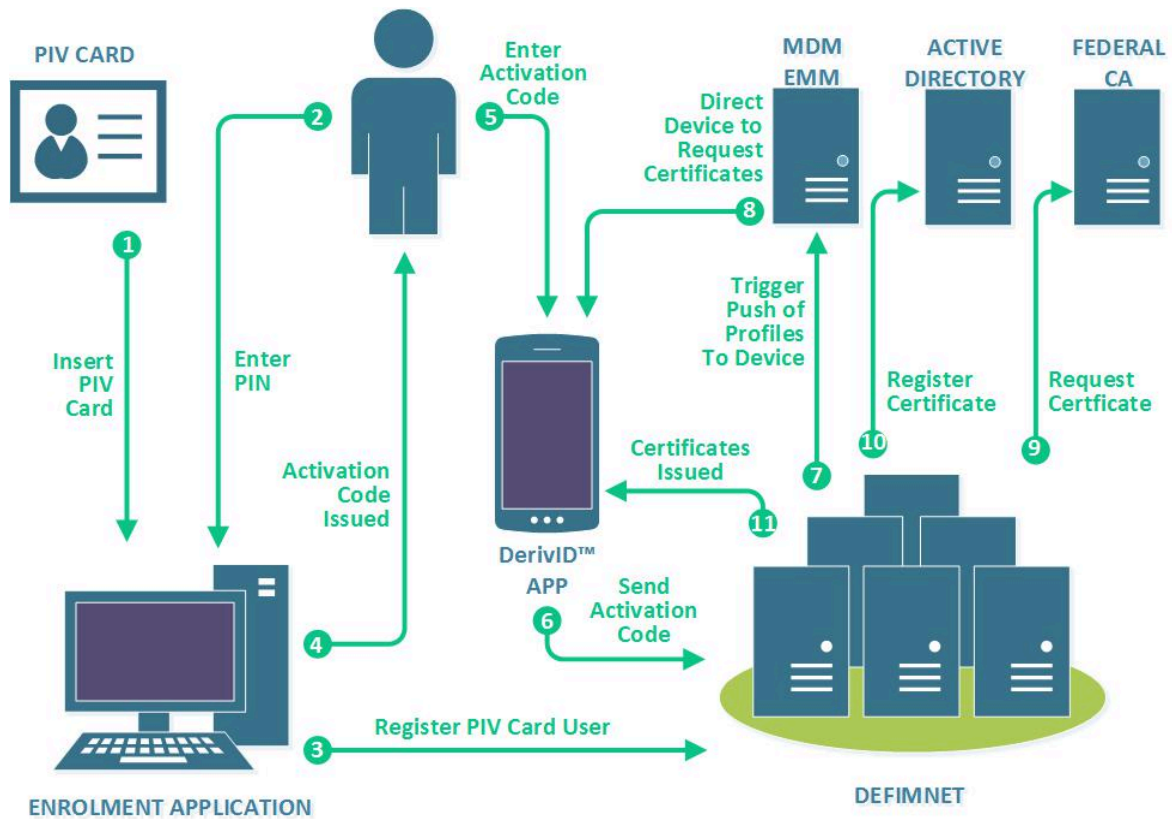 PIV CARD
Enter
Activation
Code
MDM
EMM
ACTIVE
DIRECTORY
FEDERAL
CA
2
5
Direct
Device to
Request
Certificates
8
1
Insert
PIV
Card
Enter
PIN
Activation
Code
Issued
Trigger
Push of
Profiles
To Device
Register
Certificate
Request
Certficate
10
9
7
Certificates
Issued
11
DerivID™
APP
6
Send
Activation
Code
4
3
Register PIV Card User
ENROLMENT APPLICATION
DEFIMNET